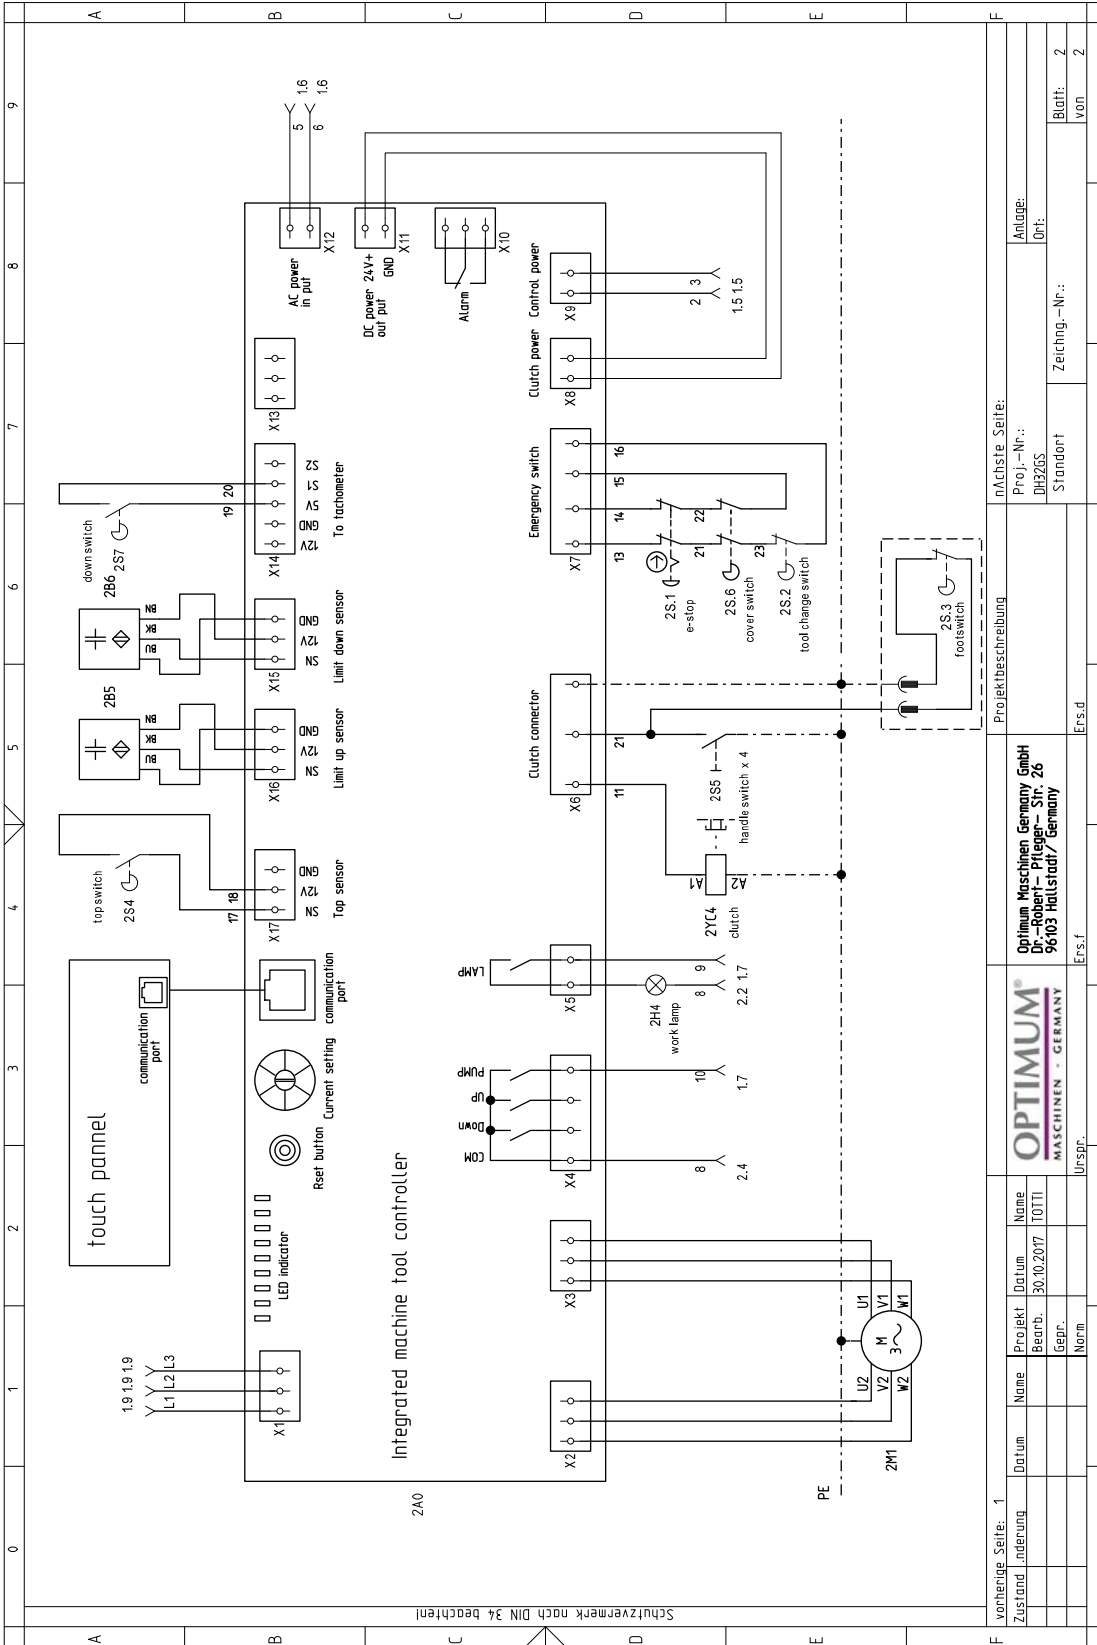 0 1 2 3 4 5 6 7 8 9
A
B
C
D
E
F
A
B
C
D
E
F
Schutzvermerk nach DIN 34 beachten!
touch pannel
communication
port
top switch
2S4
2B5
BU
BK
BN
2B6
BU
BK
BN
down switch
2S7
5 1.6
6 1.6
1.9 1.9 1.9
L1 L2 L3
X1
LED indicator
Rset button
Current setting
communication
port
17 18
X17
SN 12V GND
Top sensor
X16
SN 12V GND
Limit up sensor
X15
SN 12V GND
Limit down sensor
19 20
X14
12V GND 5V S1 S2
To tachometer
X13
X12
AC power
in put
X11
DC power 24V+
out put GND
X10
Alarm
2A0
Integrated machine tool controller
COM Down UP PUMP
LAMP
Clutch connector
Emergency switch
Clutch power
Control power
X2
X3
X4
X5
X6
X7
X8
X9
8
2.4
10
1.7
2H4
work lamp
8 9
2.2 1.7
11
21
2YC4
clutch
A1
A2
2S5
handle switch x 4
13 14 15 16
2S.1
e-stop
21 22
2S.6
cover switch
23
2S.2
tool change switch
2 3
1.5 1.5
PE
2M1
U2
V2
W2
M
3~
U1
V1
W1
2S.3
footswitch
vorherige Seite: 1
Zustand .nderung Datum Name
Projekt Datum Name
Bearb. 30.10.2017 TOTTI
Gepr.
Norm
Urspr.
OPTIMUM®
MASCHINEN - GERMANY
Optimum Maschinen Germany GmbH
Dr.-Robert- Pfleger- Str. 26
96103 Hallstadt/ Germany
Ers.f
Ers.d
Projektbeschreibung
nAchste Seite:
Proj.-Nr.:
DH32GS
Standort
Zeichng.-Nr.:
Anlage:
Ort:
Blatt: 2
von 2